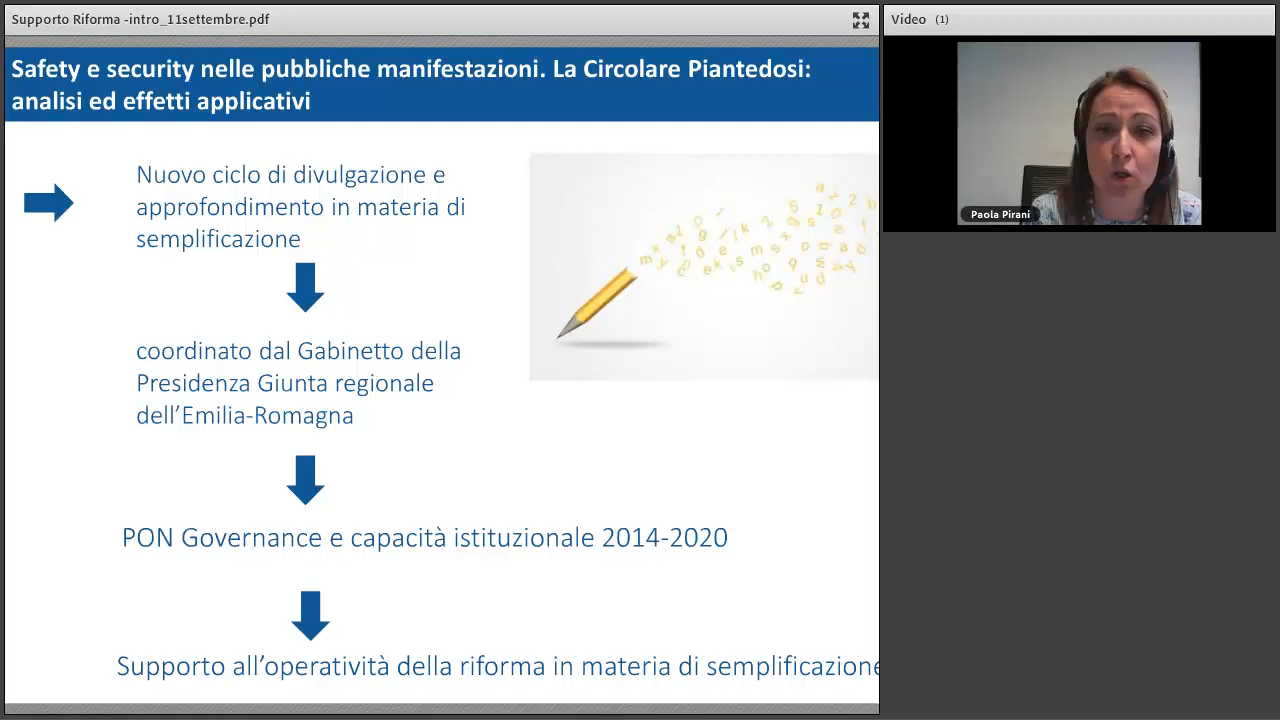 Supporto Riforma -intro_11settembre.pdf
Video (1)
Safety e security nelle pubbliche manifestazioni. La Circolare Piantedosi:
analisi ed effetti applicativi
Nuovo ciclo di divulgazione e
approfondimento in materia di
semplificazione
coordinato dal Gabinetto della
Presidenza Giunta regionale
dell’Emilia-Romagna
PON Governance e capacità istituzionale 2014-2020
Supporto all’operatività della riforma in materia di semplificazione
Paola Pirani